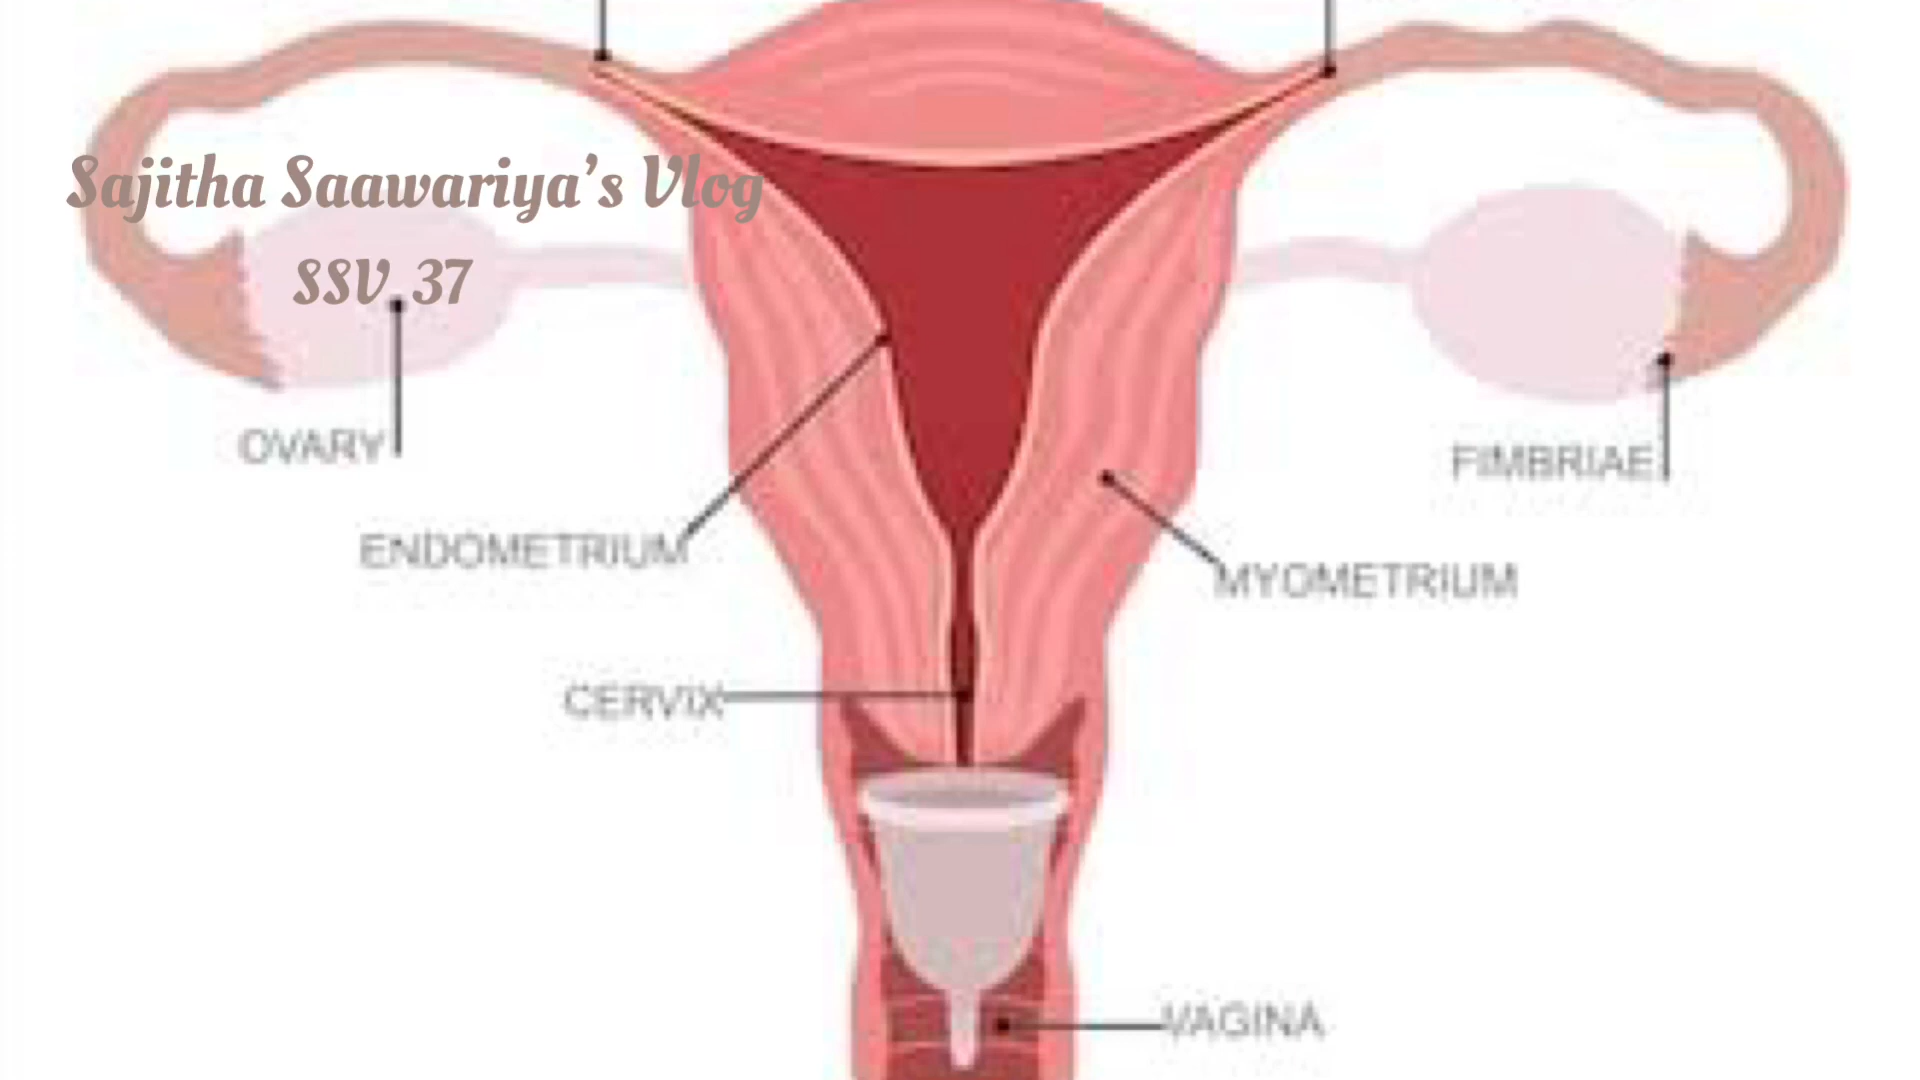 Sajitha Saawariya's Vlog
SSV 37
OVARY
FIMBRIAE
ENDOMETRIUM
MYOMETRIUM
CERVIX
VAGINA